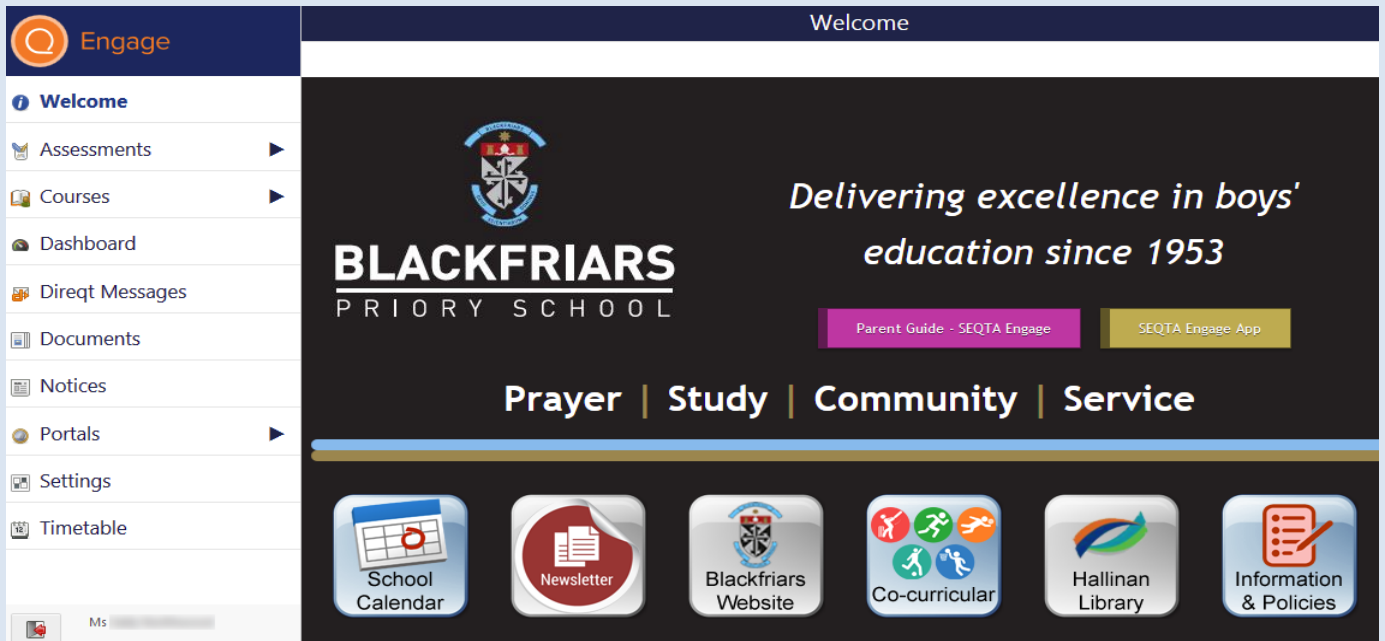 Engage
Welcome
Welcome
Assessments
Courses
Dashboard
Direqt Messages
Documents
Notices
Portals
Settings
Timetable
Ms
BLACKFRIARS
PRIORY SCHOOL
Delivering excellence in boys'
education since 1953
Parent Guide - SEQTA Engage
SEQTA Engage App
Prayer | Study | Community | Service
School
Calendar
Newsletter
Blackfriars
Website
Co-curricular
Hallinan
Library
Information
& Policies